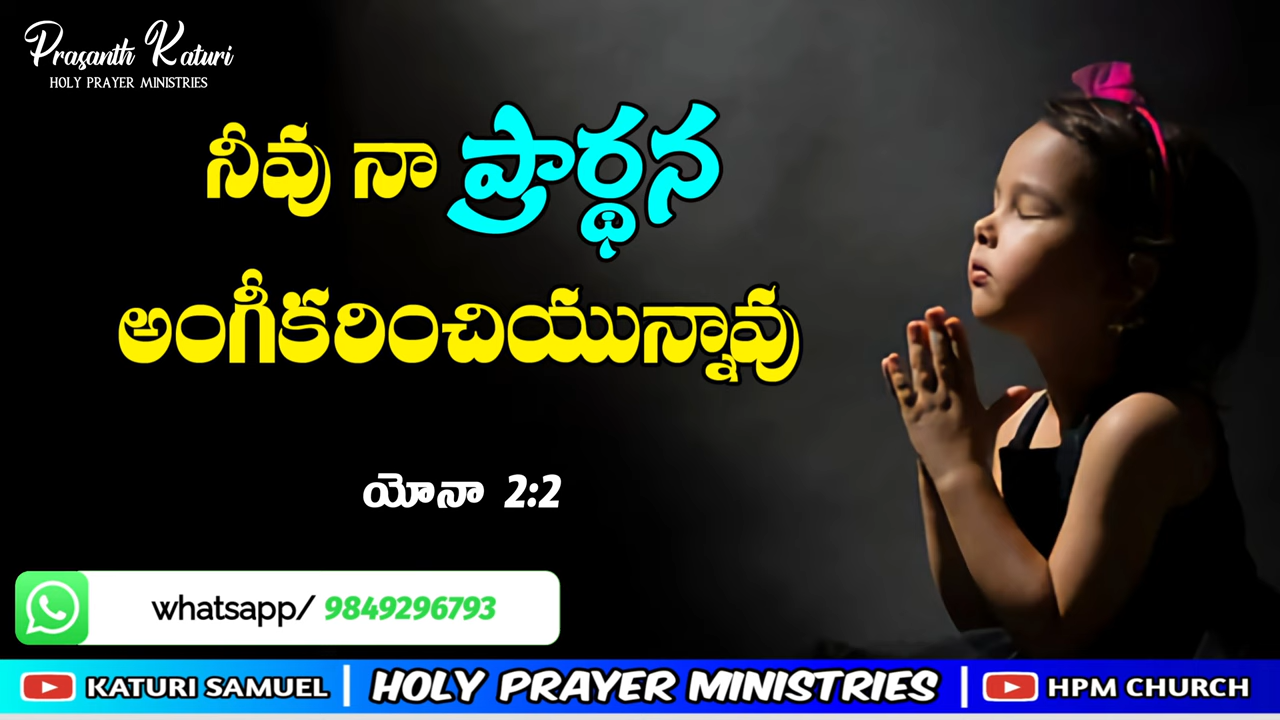 Prasanth Katuri
HOLY PRAYER MINISTRIES
నీవు నా ప్రార్థన
అంగీకరించియున్నావు
యోనా 2:2
whatsapp/ 9849296793
KATURI SAMUEL | HOLY PRAYER MINISTRIES | HPM CHURCH